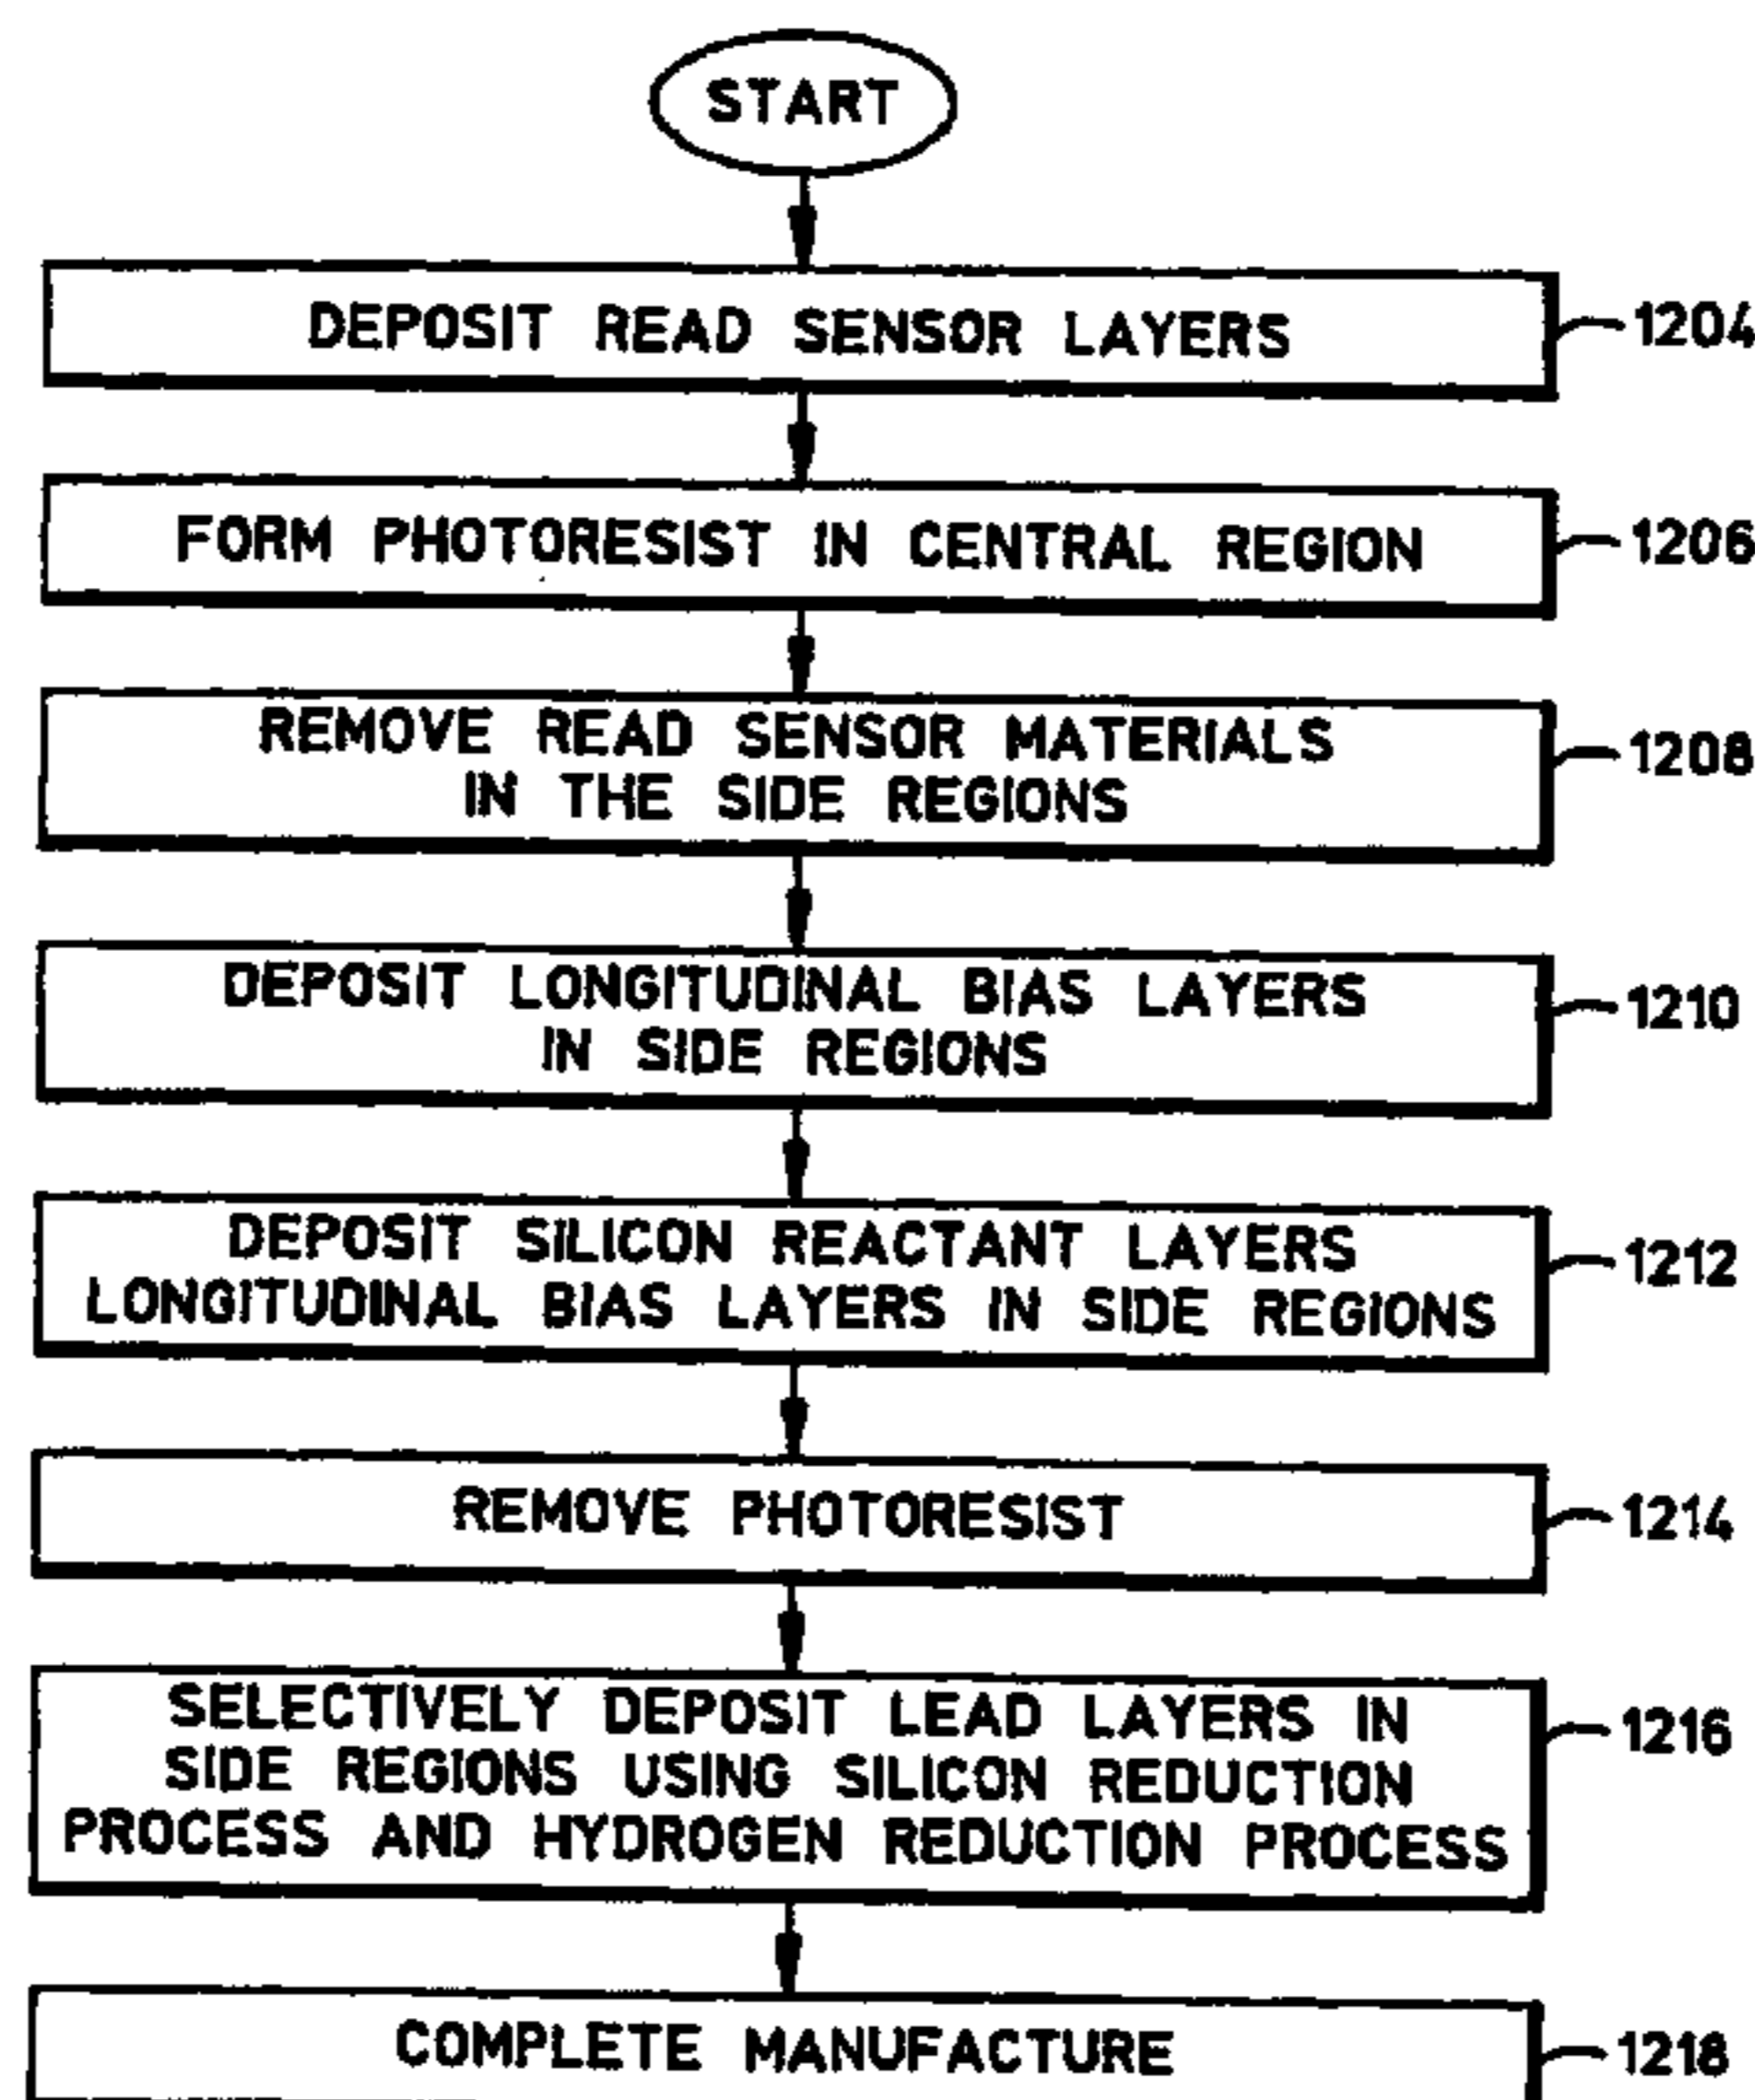 START
DEPOSIT READ SENSOR LAYERS
1204
FORM PHOTORESIST IN CENTRAL REGION
1206
REMOVE READ SENSOR MATERIALS
IN THE SIDE REGIONS
1208
DEPOSIT LONGITUDINAL BIAS LAYERS
IN SIDE REGIONS
1210
DEPOSIT SILICON REACTANT LAYERS
LONGITUDINAL BIAS LAYERS IN SIDE REGIONS
1212
REMOVE PHOTORESIST
1214
SELECTIVELY DEPOSIT LEAD LAYERS IN
SIDE REGIONS USING SILICON REDUCTION
PROCESS AND HYDROGEN REDUCTION PROCESS
1216
COMPLETE MANUFACTURE
1218